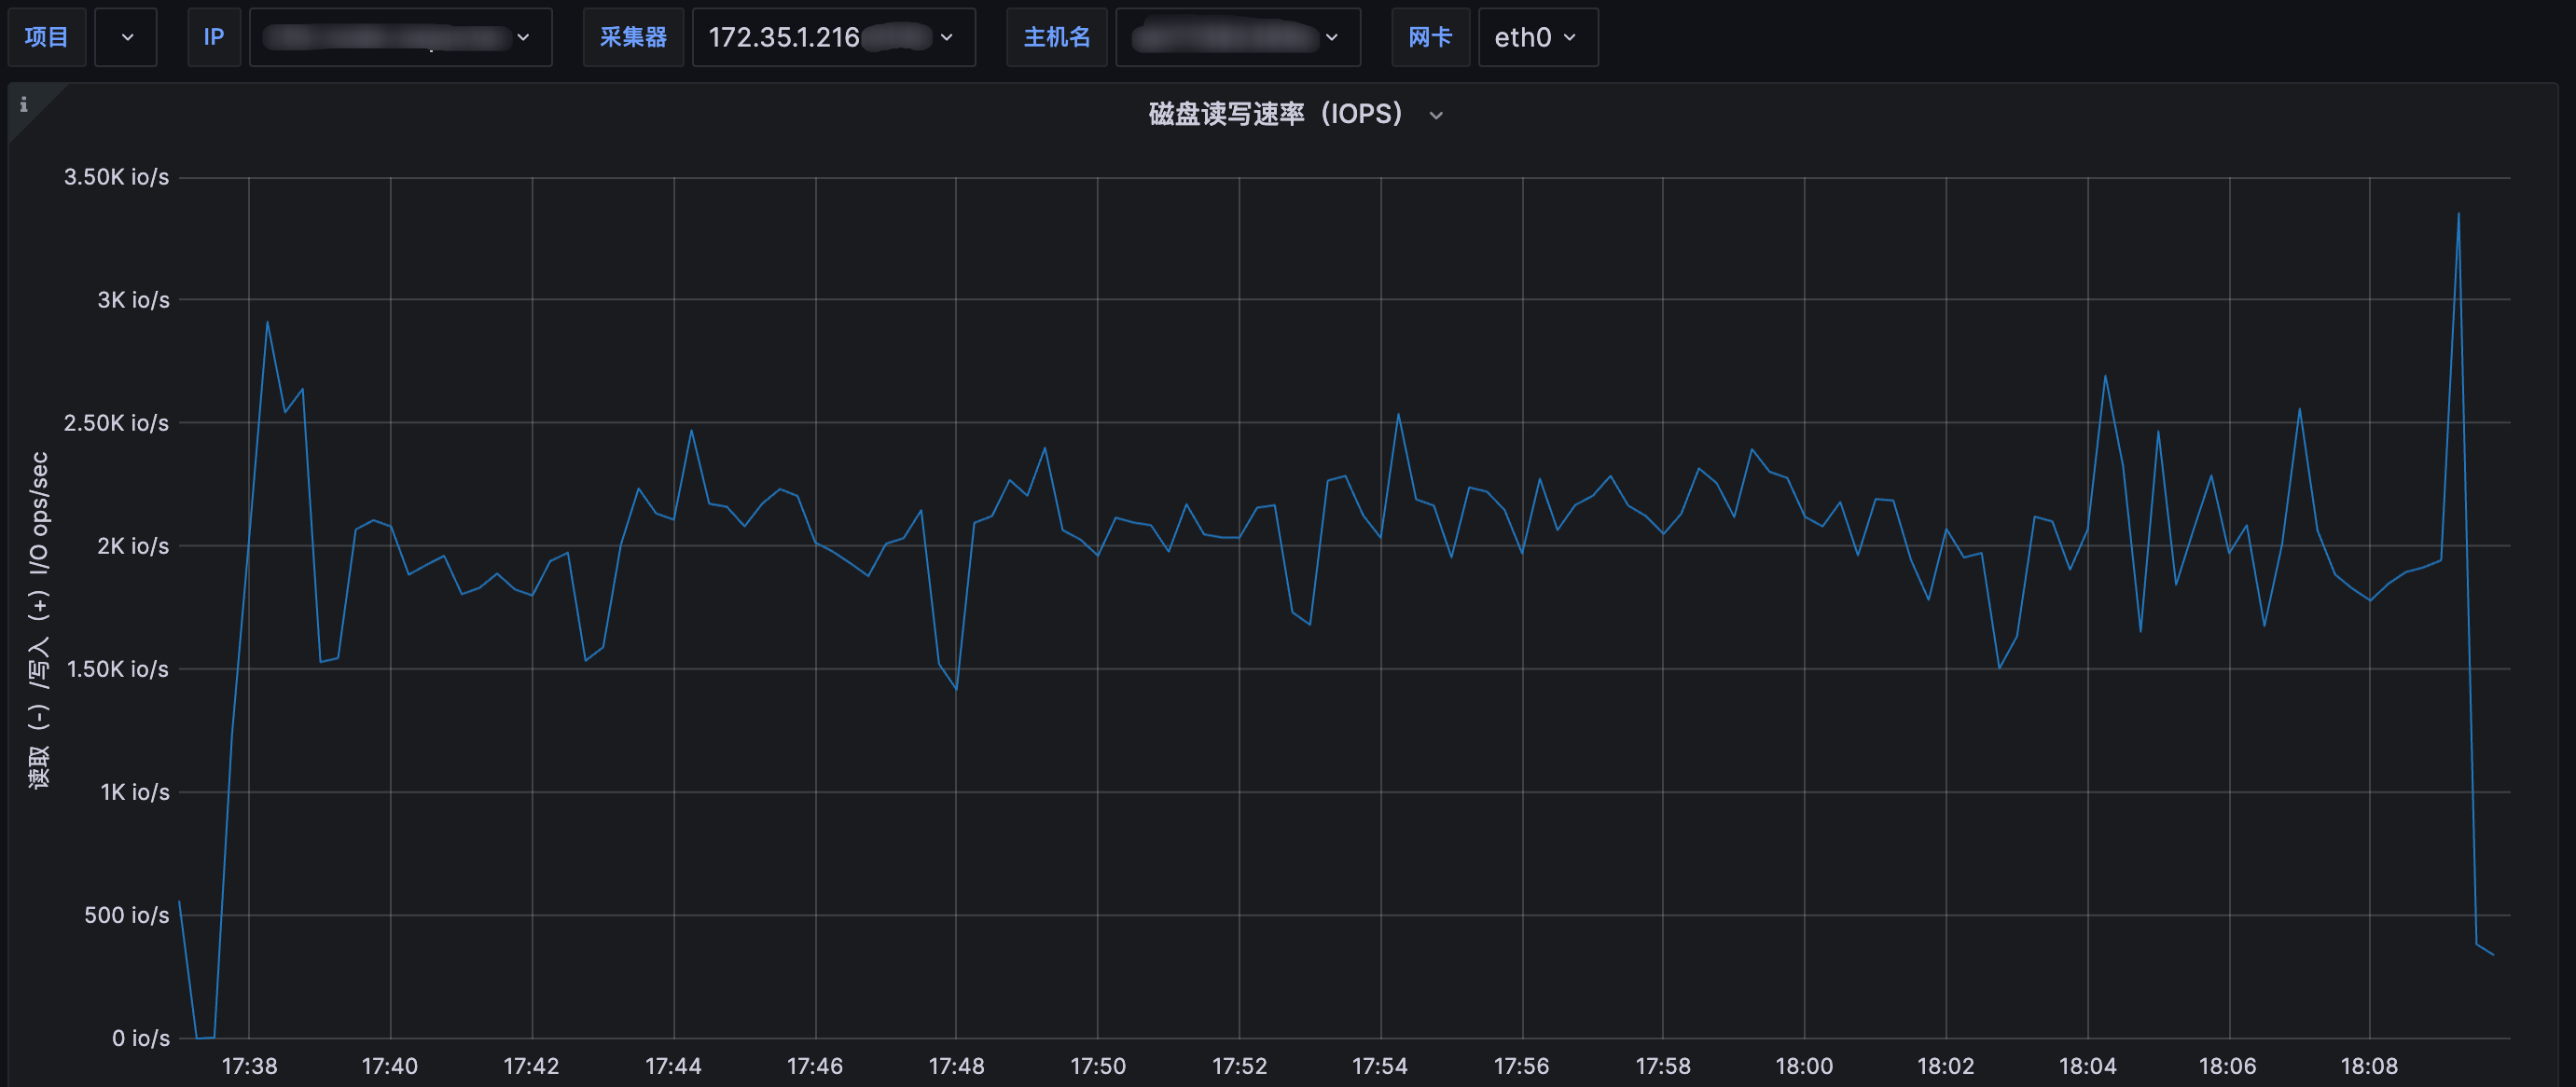 项目 IP 采集器 172.35.1.216 主机名 网卡 eth0
i
磁盘读写速率（IOPS）
读取（-）/写入（+）I/O ops/sec
3.50K io/s
3K io/s
2.50K io/s
2K io/s
1.50K io/s
1K io/s
500 io/s
0 io/s
17:38 17:40 17:42 17:44 17:46 17:48 17:50 17:52 17:54 17:56 17:58 18:00 18:02 18:04 18:06 18:08